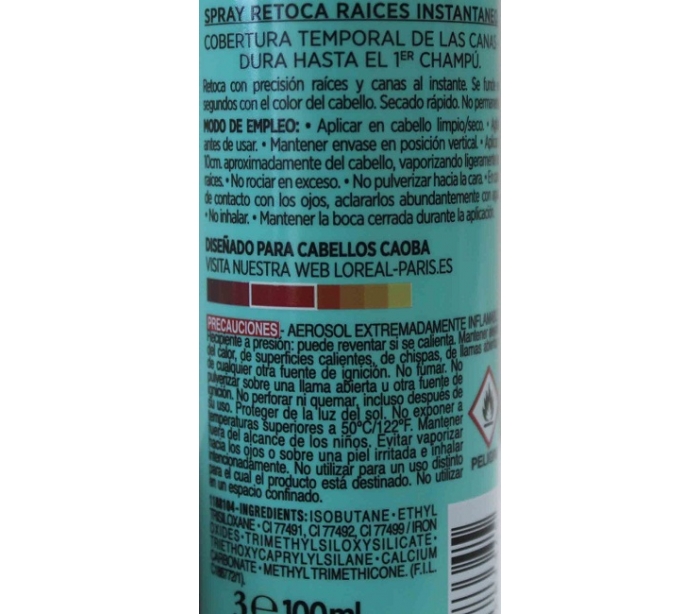 SPRAY RETOCA RAICES INSTANTANEO
COBERTURA TEMPORAL DE LAS CANAS
DURA HASTA EL 1ER CHAMPÚ.
Retoca con precisión raíces y canas al instante. Se
segundos con el color del cabello. Secado rápido. No
MODO DE EMPLEO: • Aplicar en cabello limpio/seco. •
antes de usar. • Mantener envase en posición vertical. •
10cm. aproximadamente del cabello, vaporizando
raíces. • No rociar en exceso. • No pulverizar hacia la cara. •
de contacto con los ojos, aclararlos abundantemente con
• No inhalar. • Mantener la boca cerrada durante la aplicación.
DISEÑADO PARA CABELLOS CAOBA
VISITA NUESTRA WEB LOREAL-PARIS.ES
PRECAUCIONES - AEROSOL EXTREMADAMENTE
Recipiente a presión: puede reventar si se calienta. Mantener
del calor, de superficies calientes, de chispas, de llamas
de cualquier otra fuente de ignición. No fumar. No
pulverizar sobre una llama abierta u otra fuente de
ignición. No perforar ni quemar, incluso después de
su uso. Proteger de la luz del sol. No exponer a
temperaturas superiores a 50°C/122°F. Mantener
fuera del alcance de los niños. Evitar vaporizar
hacia los ojos o sobre una piel irritada e inhalar
intencionadamente. No utilizar para un uso distinto
para el cual el producto está destinado. No utilizar
en un espacio confinado.
PELIG
1188184 - INGREDIENTS: ISOBUTANE • ETHYL
TRISILOXANE • CI 77491, CI 77492, CI 77499 / IRON
OXIDES • TRIMETHYLSILOXYSILICATE •
TRIETHOXYCAPRYLYLSILANE • CALCIUM
CARBONATE • METHYL TRIMETHICONE. (F.I.L.
3 e 100ml